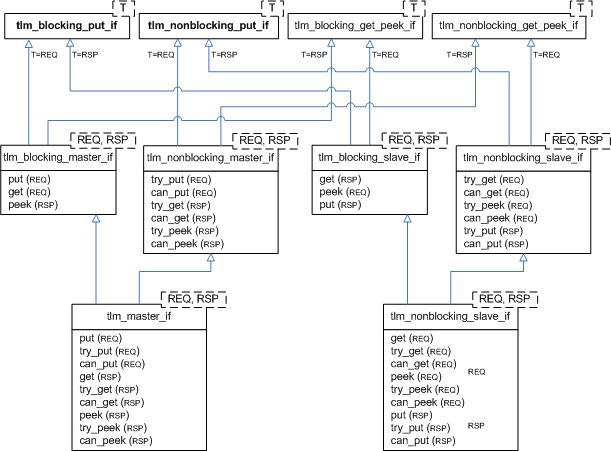 T
T
T
T
tlm_blocking_put_if
tlm_nonblocking_put_if
tlm_blocking_get_peek_if
tlm_nonblocking_get_peek_if
T=REQ
T=RSP
T=REQ
T=RSP
T=RSP
T=REQ
T=RSP
T=REQ
REQ, RSP
tlm_blocking_master_if
put (REQ)
get (REQ)
peek (RSP)
REQ, RSP
tlm_nonblocking_master_if
try_put (REQ)
can_put (REQ)
try_get (RSP)
can_get (RSP)
try_peek (RSP)
can_peek (RSP)
REQ, RSP
tlm_blocking_slave_if
get (RSP)
peek (REQ)
put (RSP)
REQ, RSP
tlm_nonblocking_slave_if
try_get (REQ)
can_get (REQ)
try_peek (REQ)
can_peek (REQ)
try_put (RSP)
can_put (RSP)
REQ, RSP
tlm_master_if
put (REQ)
try_put (REQ)
can_put (REQ)
get (RSP)
try_get (RSP)
can_get (RSP)
peek (RSP)
try_peek (RSP)
can_peek (RSP)
REQ, RSP
tlm_nonblocking_slave_if
get (REQ)
try_get (REQ)
can_get (REQ)
peek (REQ) REQ
try_peek (REQ)
can_peek (REQ)
put (RSP)
try_put (RSP) RSP
can_put (RSP)